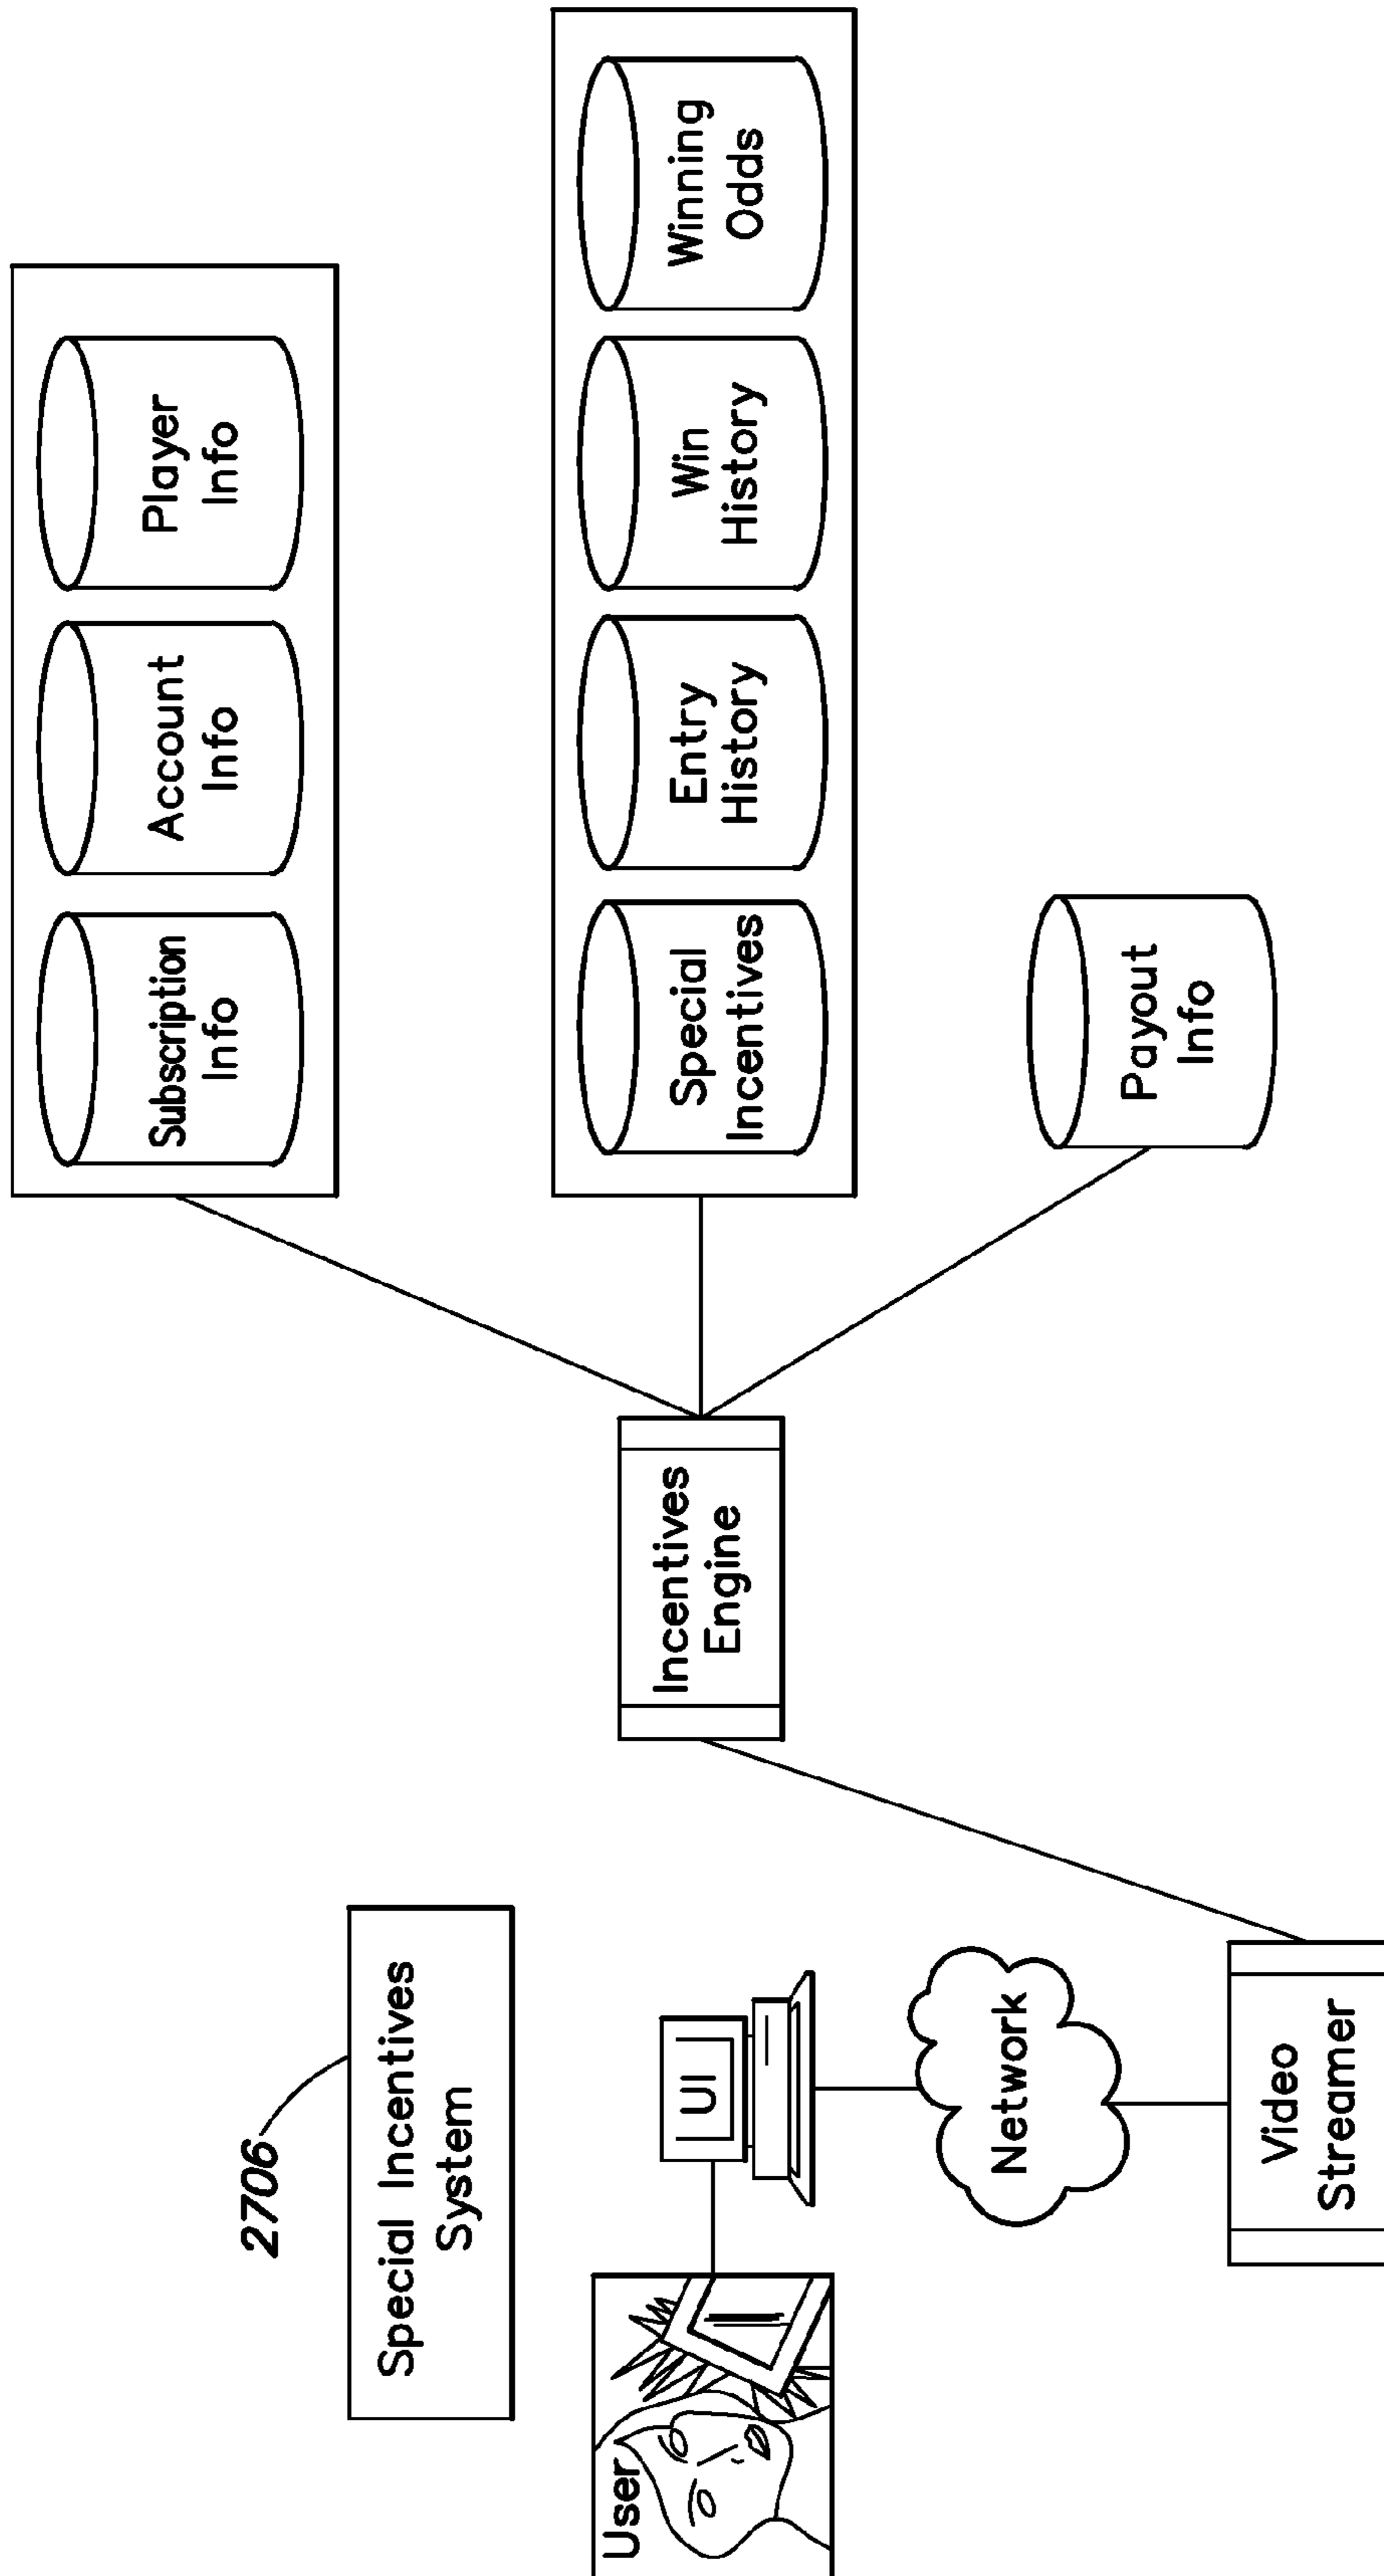 2706
Special Incentives
System
User
UI
Network
Video
Streamer
Incentives
Engine
Subscription
Info
Account
Info
Player
Info
Special
Incentives
Entry
History
Win
History
Winning
Odds
Payout
Info